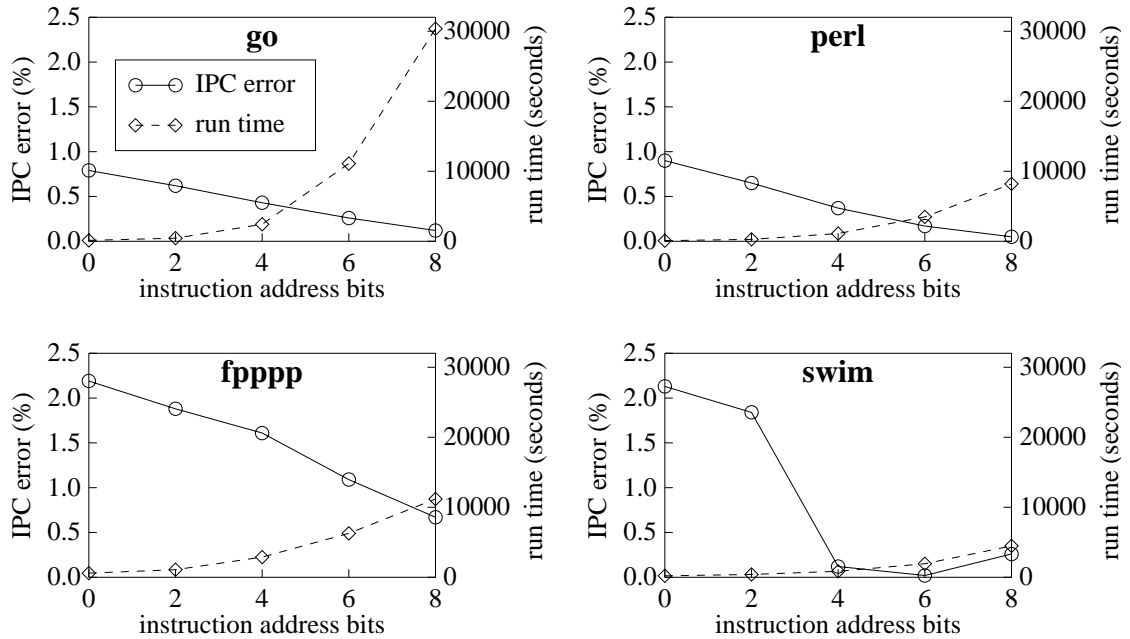 go
IPC error (%)
2.5
2.0
1.5
1.0
0.5
0.0
IPC error
run time
30000
20000
10000
0
run time (seconds)
0 2 4 6 8
instruction address bits
perl
IPC error (%)
2.5
2.0
1.5
1.0
0.5
0.0
30000
20000
10000
0
run time (seconds)
0 2 4 6 8
instruction address bits
fpppp
IPC error (%)
2.5
2.0
1.5
1.0
0.5
0.0
30000
20000
10000
0
run time (seconds)
0 2 4 6 8
instruction address bits
swim
IPC error (%)
2.5
2.0
1.5
1.0
0.5
0.0
30000
20000
10000
0
run time (seconds)
0 2 4 6 8
instruction address bits